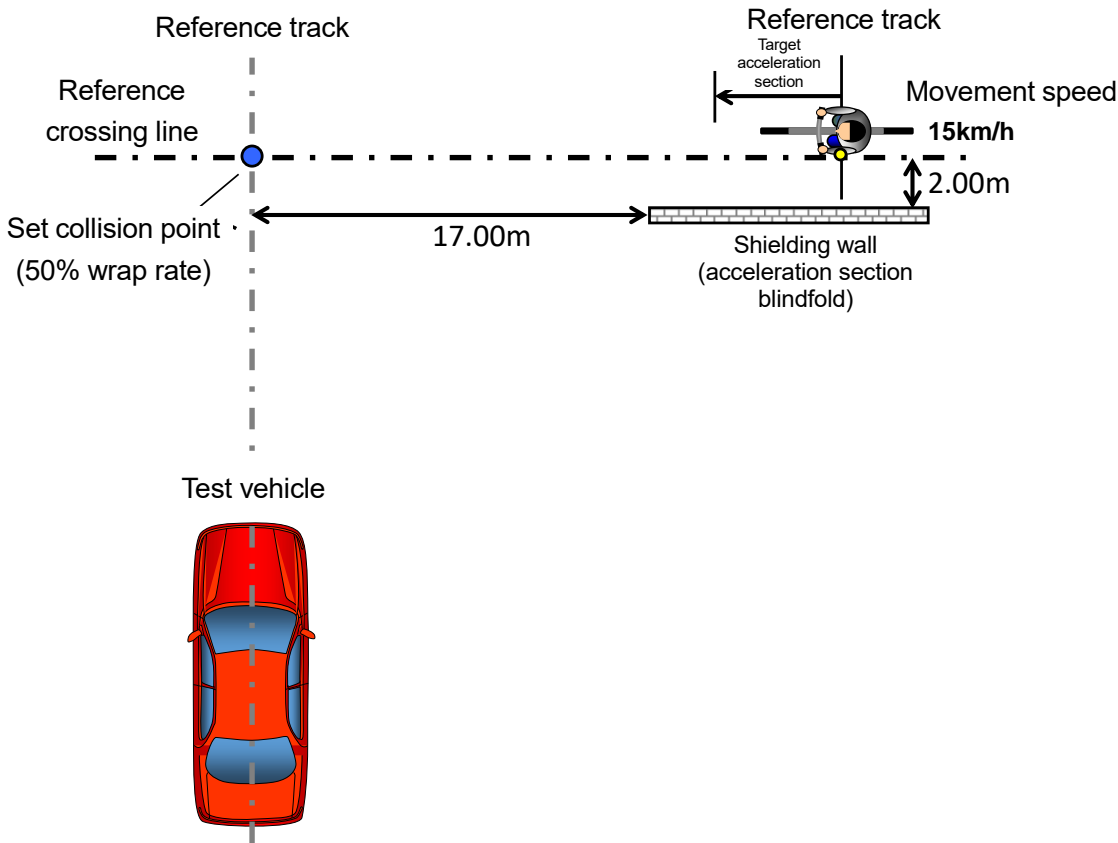 Reference track
Reference track
Target
acceleration
section
Reference
crossing line
Movement speed
15km/h
2.00m
Set collision point
(50% wrap rate)
17.00m
Shielding wall
(acceleration section
blindfold)
Test vehicle